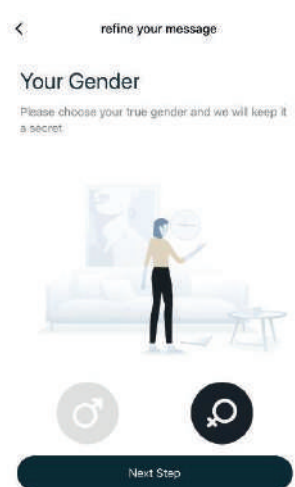 refine your message
Your Gender
Please choose your true gender and we will keep it
a secret
Next Step